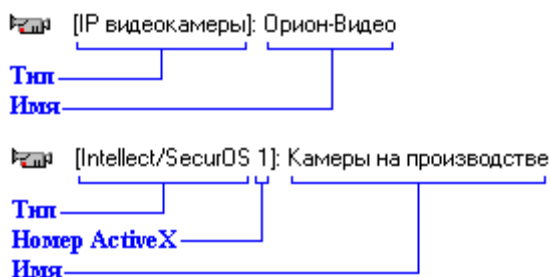 [IP видеокамеры]: Орион-Видео
Тип
Имя
[Intellect/SecurOS 1]: Камеры на производстве
Тип
Номер ActiveX
Имя